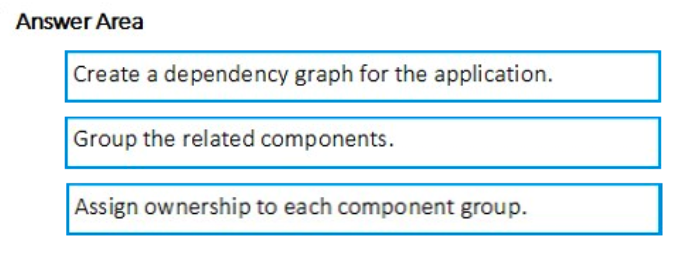 Answer Area
Create a dependency graph for the application.
Group the related components.
Assign ownership to each component group.